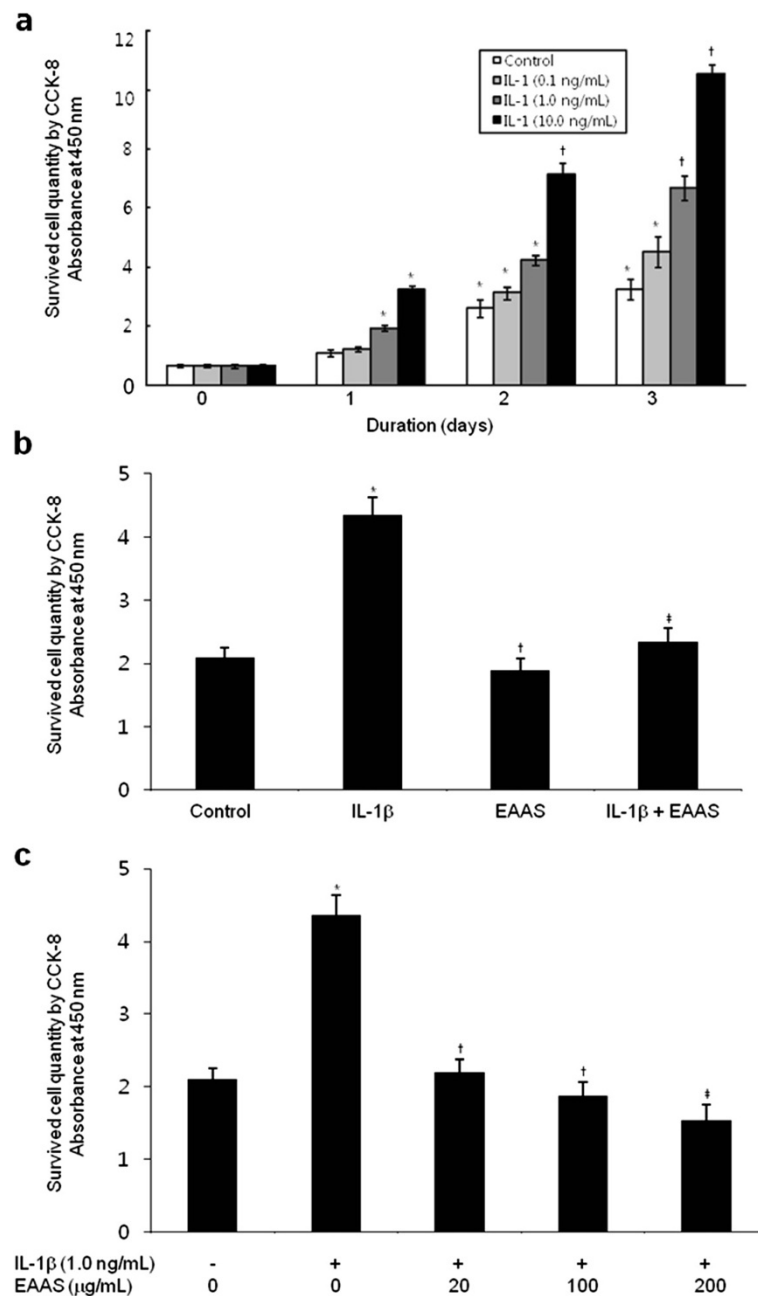 a
Survived cell quantity by CCK-8
Absorbance at 450 nm
12
10
8
6
4
2
0
Control
IL-1 (0.1 ng/mL)
IL-1 (1.0 ng/mL)
IL-1 (10.0 ng/mL)
* * * * * † * * † †
0 1 2 3
Duration (days)
b
Survived cell quantity by CCK-8
Absorbance at 450 nm
5
4
3
2
1
0
* † ‡
Control IL-1β EAAS IL-1β + EAAS
c
Survived cell quantity by CCK-8
Absorbance at 450 nm
5
4
3
2
1
0
* † † ‡
IL-1β (1.0 ng/mL) - + + + +
EAAS (µg/mL) 0 0 20 100 200